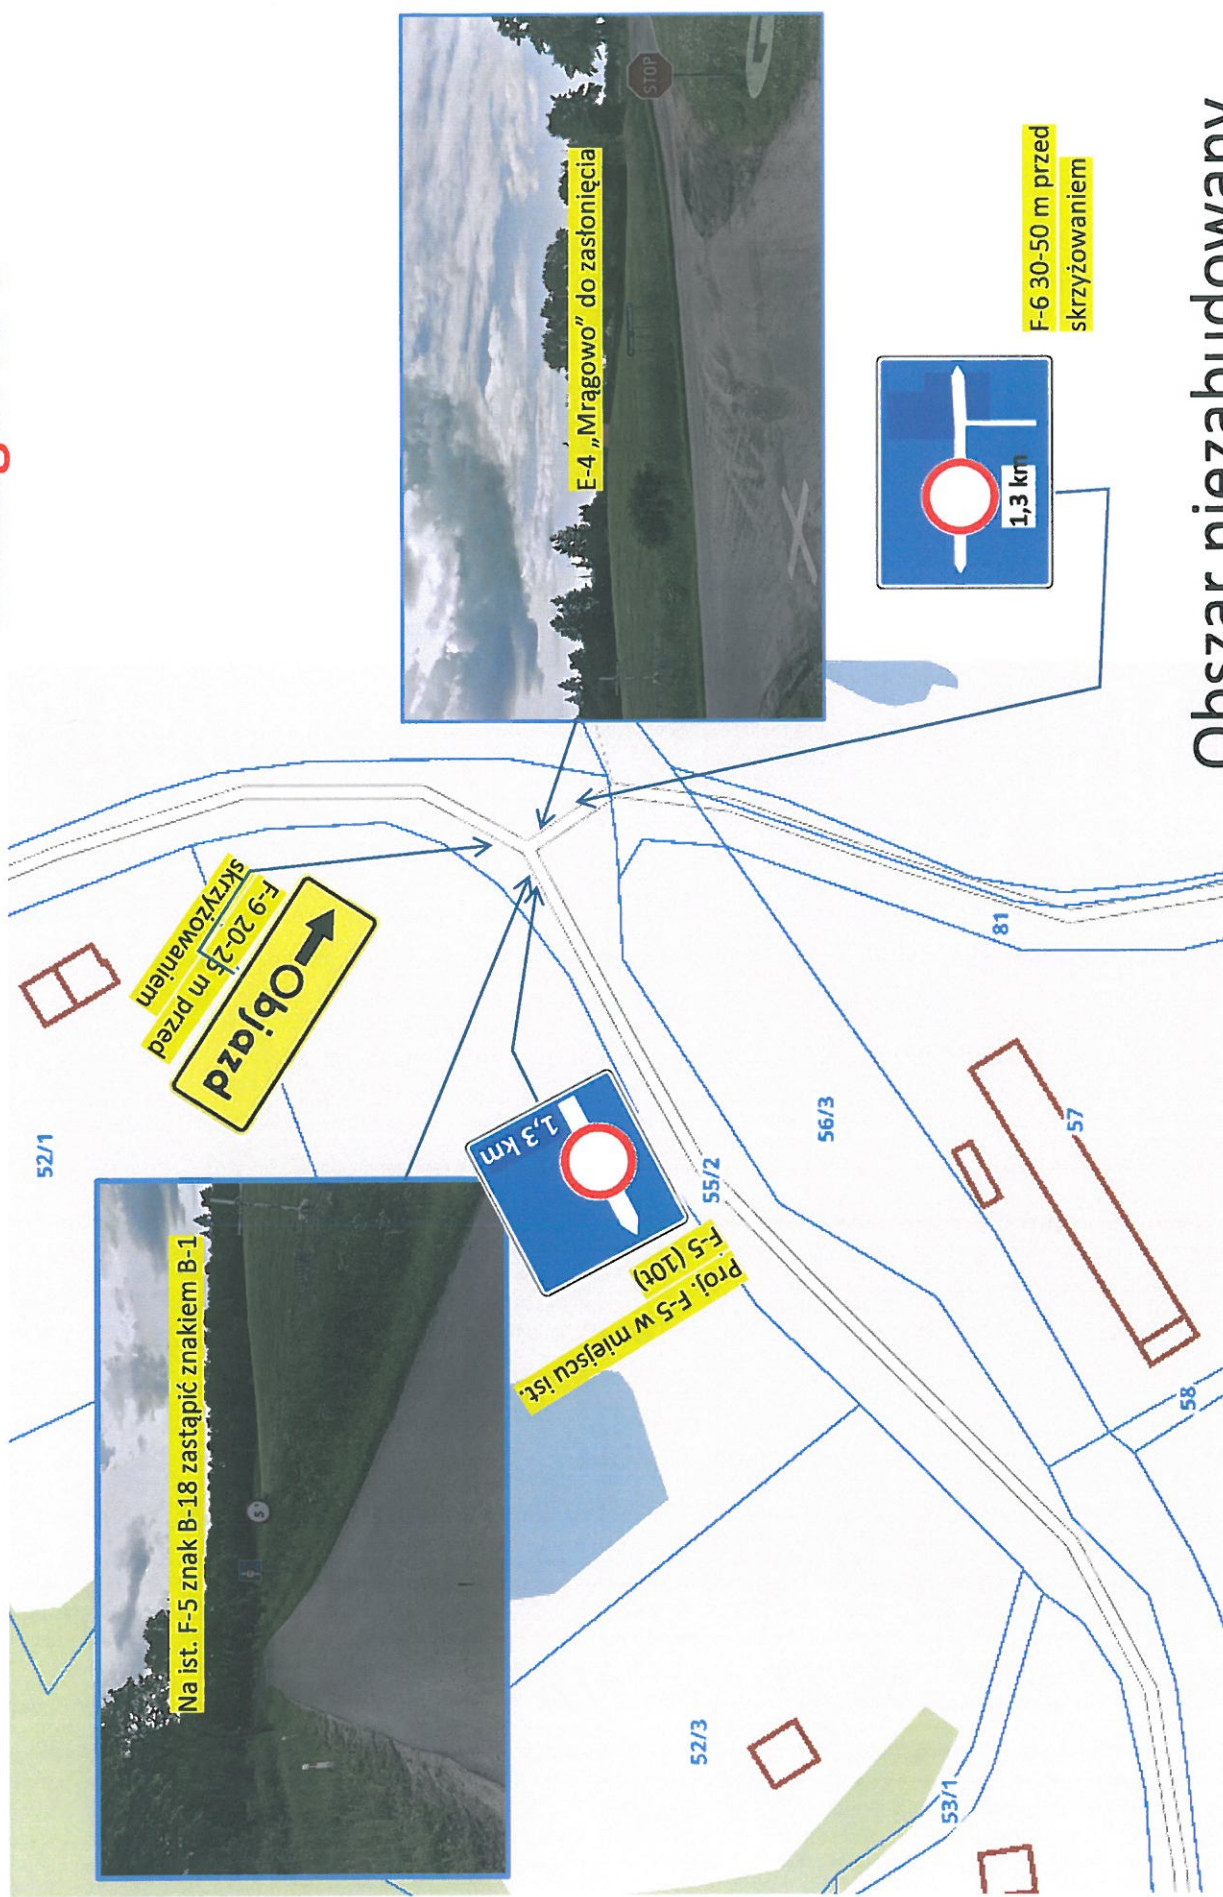 Na ist. F-5 znak B-18 zastąpić znakiem B-1
52/1
F-9 20-25 m przed
skrzyżowaniem
Objazd
E-4 „Mrągowo” do zasłonięcia
STOP
1,3 km
Proj. F-5 w miejscu ist.
F-5 (10t)
55/2
56/3
52/3
53/1
57
58
81
1,3 km
F-6 30-50 m przed
skrzyżowaniem
Obszar niezabudowany